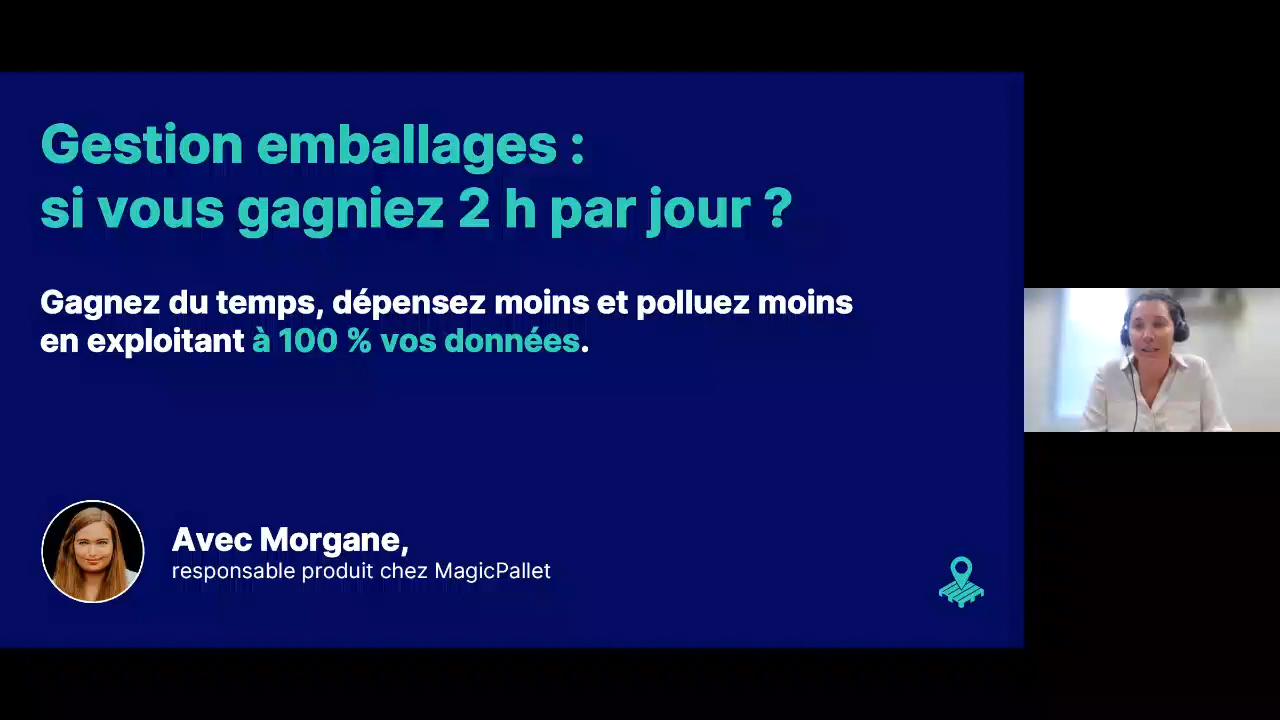 Gestion emballages :
si vous gagniez 2 h par jour ?
Gagnez du temps, dépensez moins et polluez moins
en exploitant à 100 % vos données.
Avec Morgane,
responsable produit chez MagicPallet